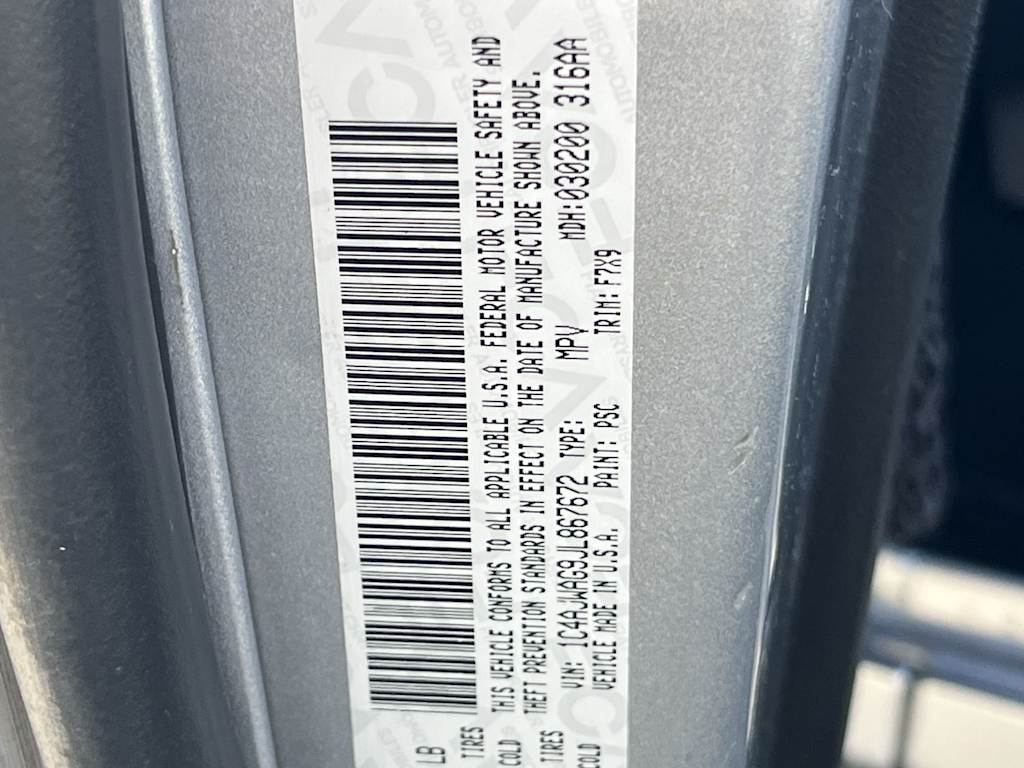 LB
TIRES
COLD
THIS VEHICLE CONFORMS TO ALL APPLICABLE U.S.A. FEDERAL MOTOR VEHICLE SAFETY AND
THEFT PREVENTION STANDARDS IN EFFECT ON THE DATE OF MANUFACTURE SHOWN ABOVE.
TIRES
COLD
VIN: 1C4AJWAG9JL867672 TYPE: MPV MDH:030200 316AA
VEHICLE MADE IN U.S.A. PAINT: PSC TRIM: F7X9